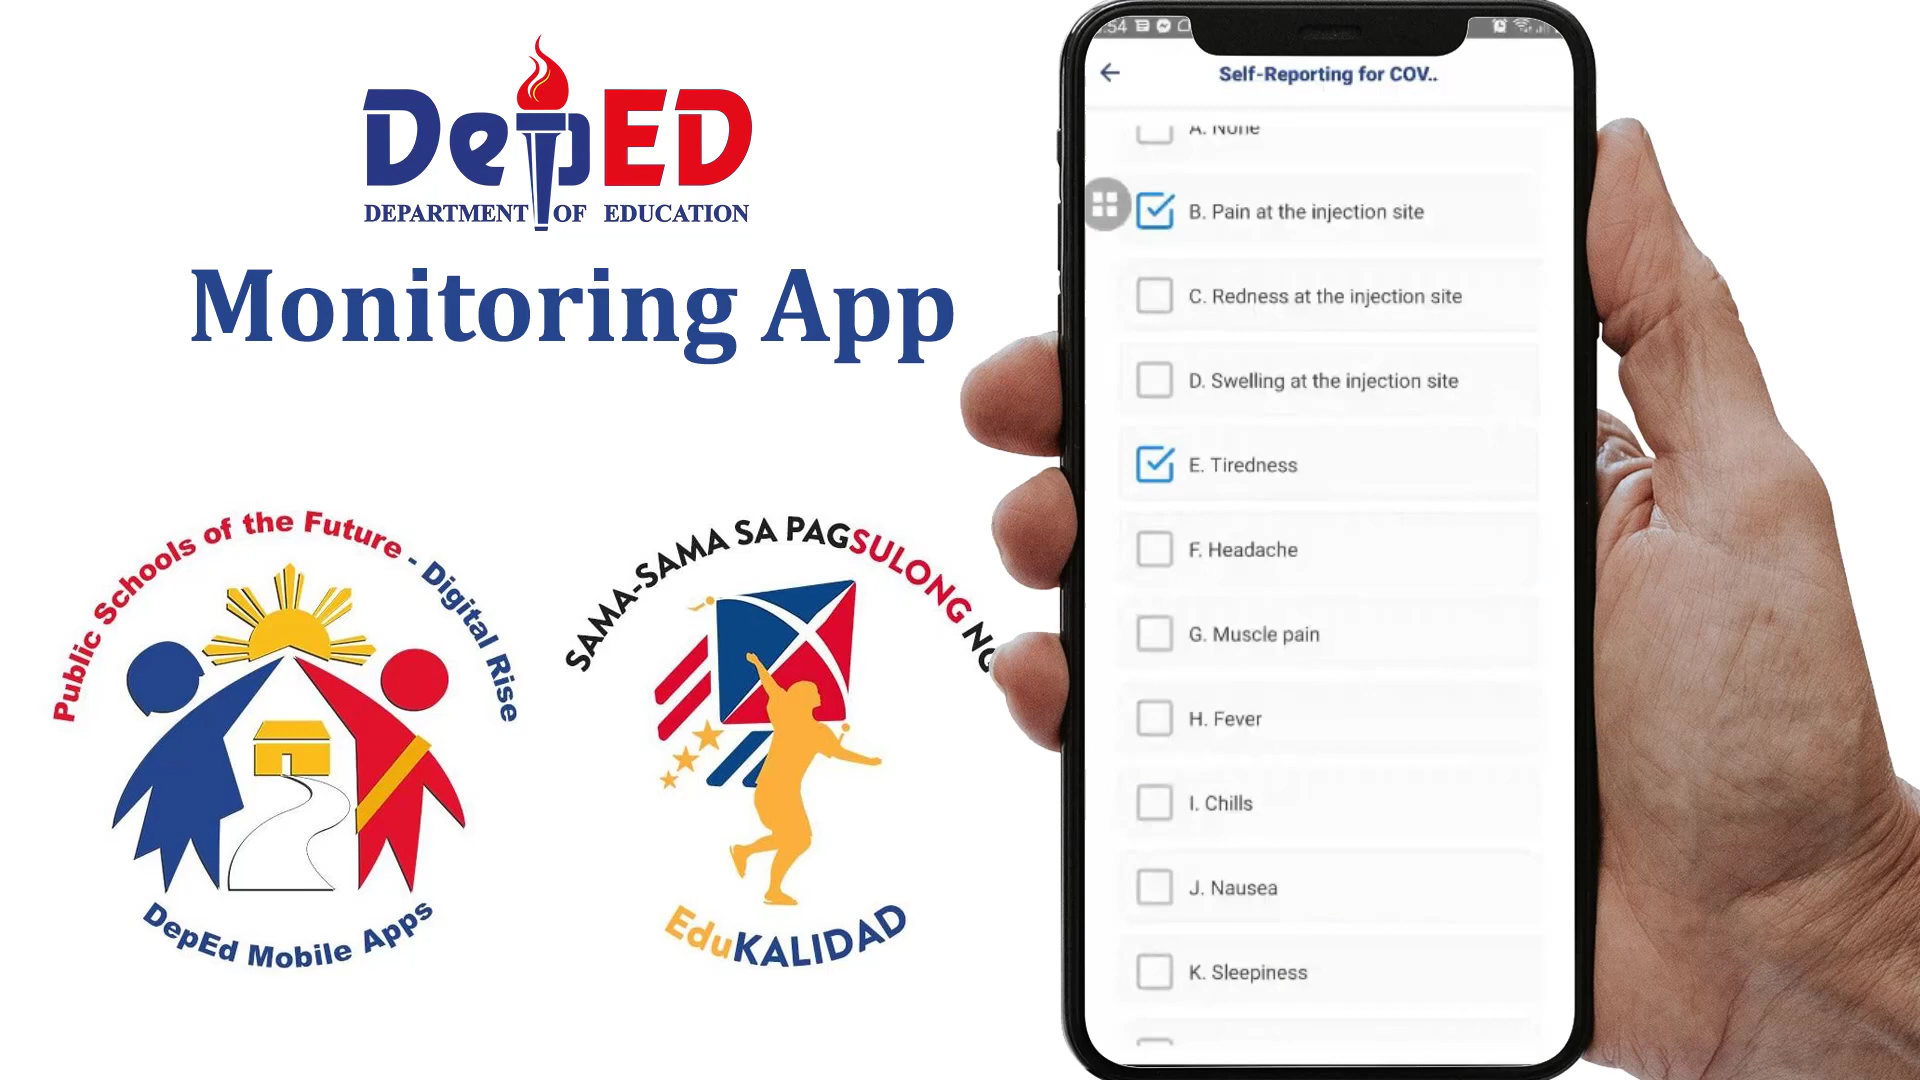 DepED
DEPARTMENT OF EDUCATION
Monitoring App
Public Schools of the Future - Digital Rise
DepEd Mobile Apps
SAMA-SAMA SA PAGSULONG NG
EduKALIDAD
:54
Self-Reporting for COV..
A. None
B. Pain at the injection site
C. Redness at the injection site
D. Swelling at the injection site
E. Tiredness
F. Headache
G. Muscle pain
H. Fever
I. Chills
J. Nausea
K. Sleepiness